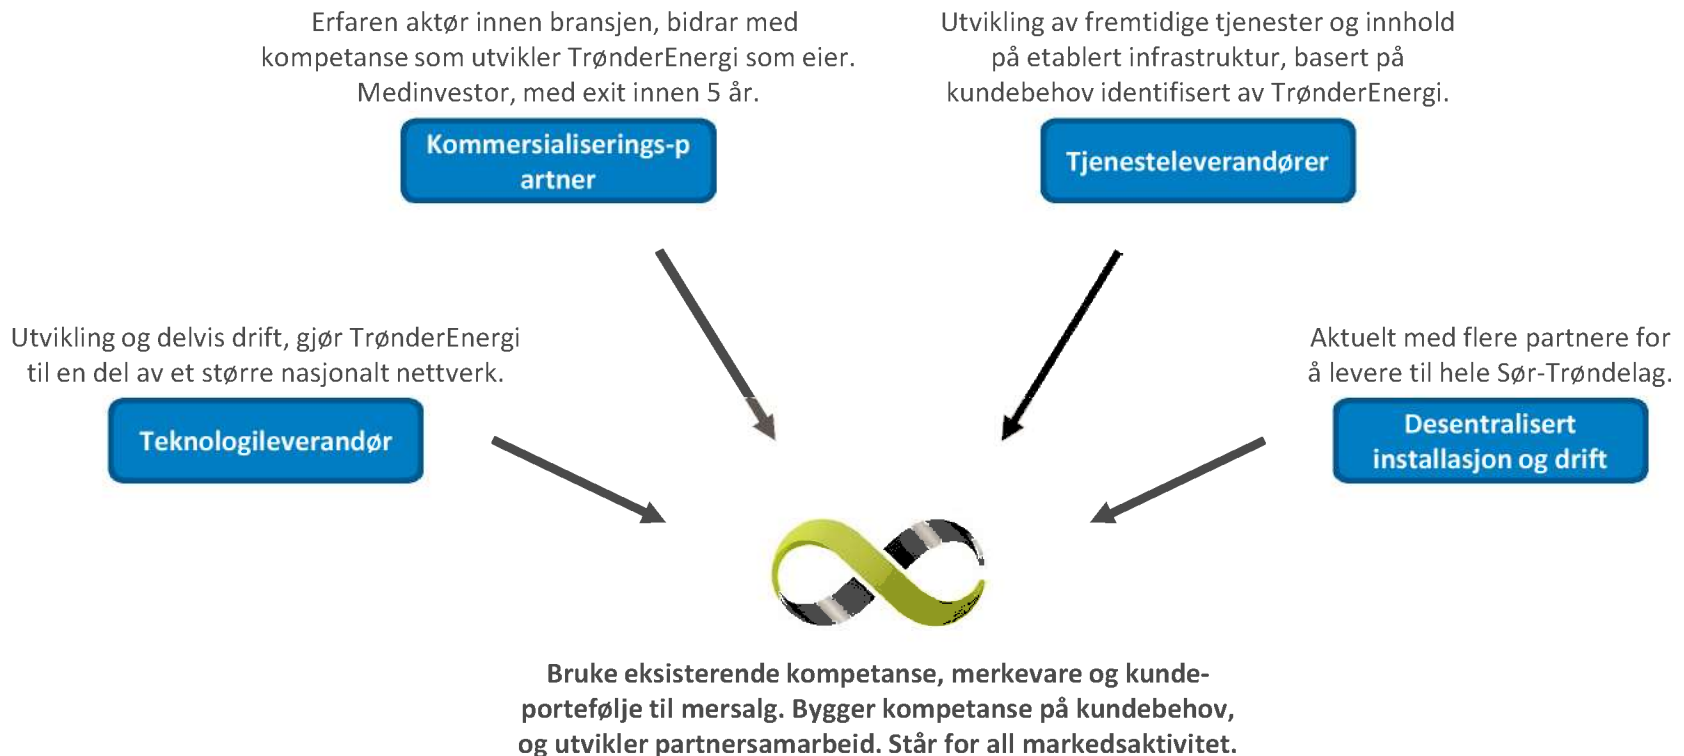 Erfaren aktør innen bransjen, bidrar med
kompetanse som utvikler TrønderEnergi som eier.
Medinvestor, med exit innen 5 år.
Kommersialiserings-p
artner
Utvikling av fremtidige tjenester og innhold
på etablert infrastruktur, basert på
kundebehov identifisert av TrønderEnergi.
Tjenesteleverandører
Utvikling og delvis drift, gjør TrønderEnergi
til en del av et større nasjonalt nettverk.
Teknologileverandør
Aktuelt med flere partnere for
å levere til hele Sør-Trøndelag.
Desentralisert
installasjon og drift
Bruke eksisterende kompetanse, merkevare og kunde-
portefølje til mersalg. Bygger kompetanse på kundebehov,
og utvikler partnersamarbeid. Står for all markedsaktivitet.